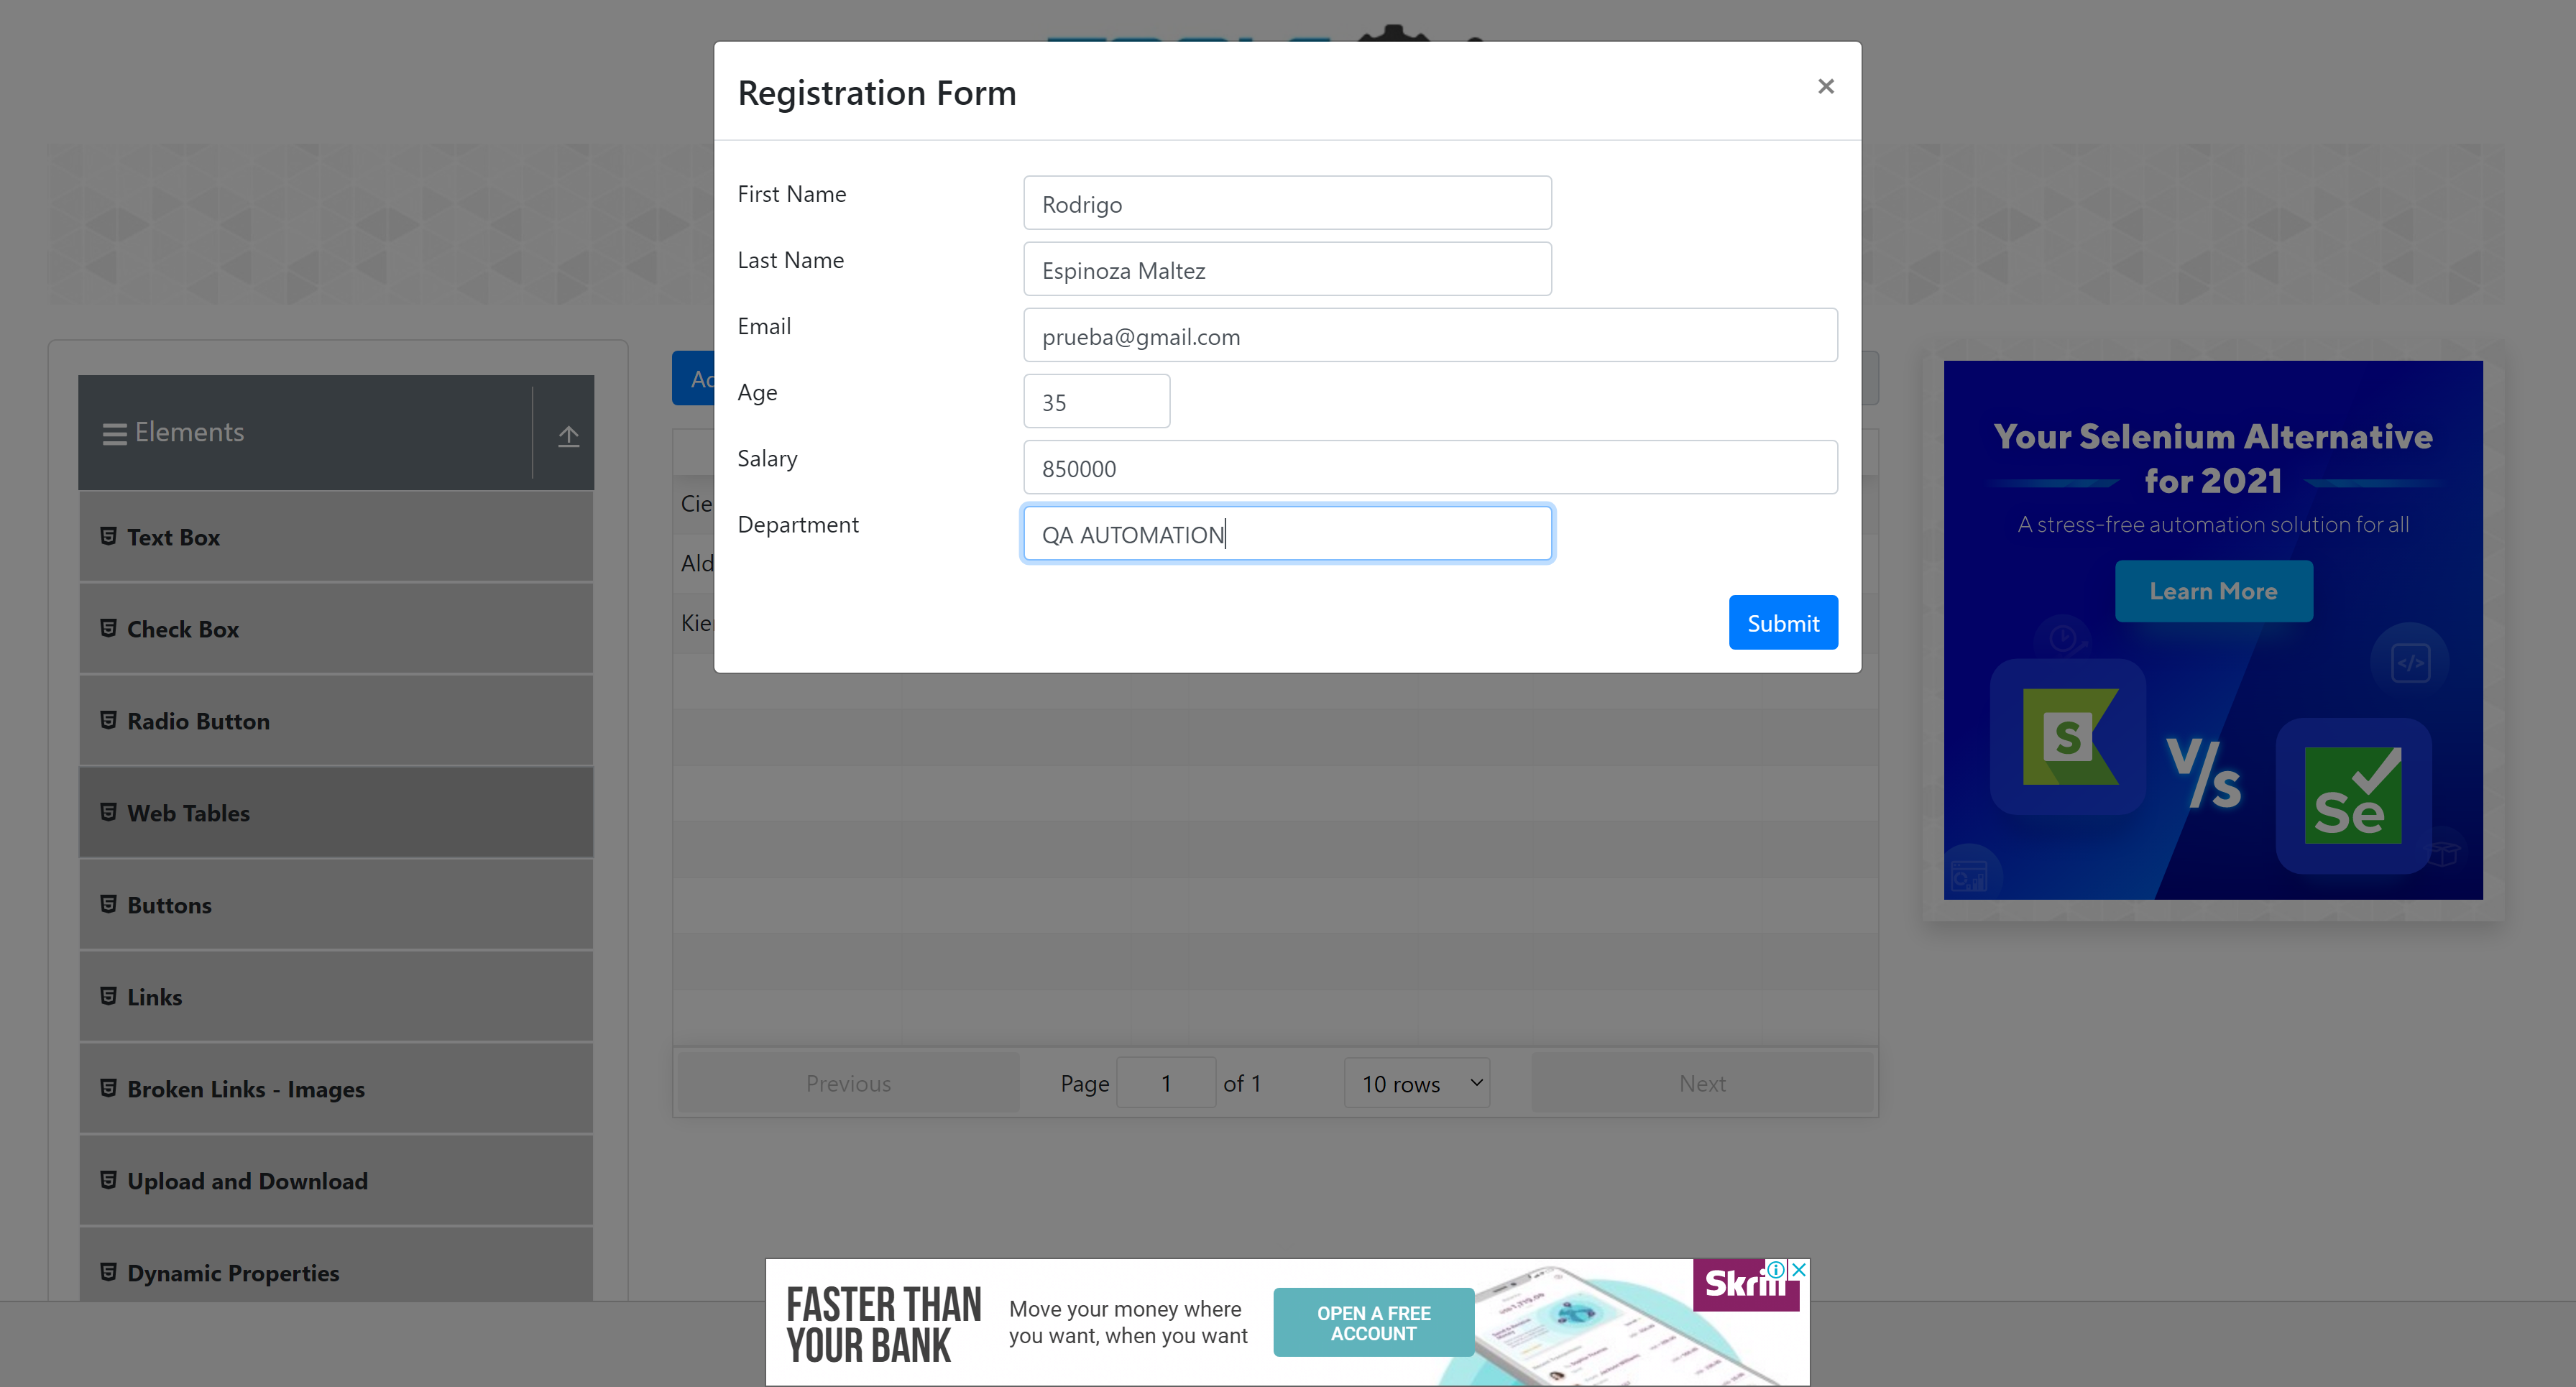 Registration Form
×
First Name
Rodrigo
Last Name
Espinoza Maltez
Email
prueba@gmail.com
Age
35
Salary
850000
Department
QA AUTOMATION
Submit
Elements
Text Box
Check Box
Radio Button
Web Tables
Buttons
Links
Broken Links - Images
Upload and Download
Dynamic Properties
Previous
Page 1 of 1
10 rows
Next
Your Selenium Alternative
for 2021
A stress-free automation solution for all
Learn More
S
V/S
Se
FASTER THAN
YOUR BANK
Move your money where
you want, when you want
OPEN A FREE
ACCOUNT
Skrill